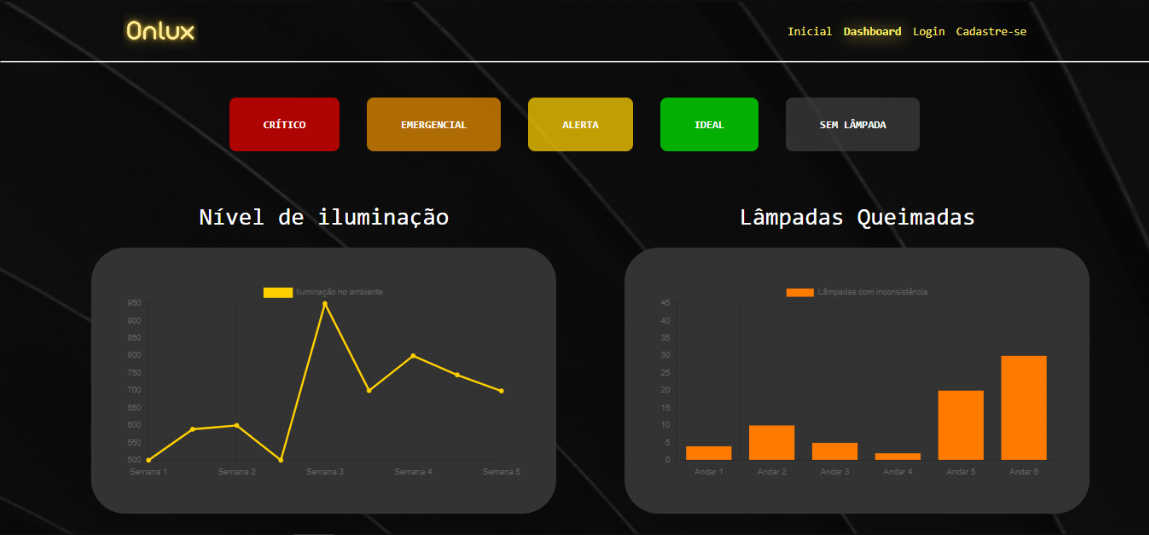 Onlux
Inicial Dashboard Login Cadastre-se
CRÍTICO EMERGENCIAL ALERTA IDEAL SEM LÂMPADA
Nível de iluminação
Iluminação no ambiente
950
900
850
800
750
700
650
600
550
500
Semana 1 Semana 2 Semana 3 Semana 4 Semana 5
Lâmpadas Queimadas
Lâmpadas com inconsistência
45
40
35
30
25
20
15
10
5
0
Andar 1 Andar 2 Andar 3 Andar 4 Andar 5 Andar 6